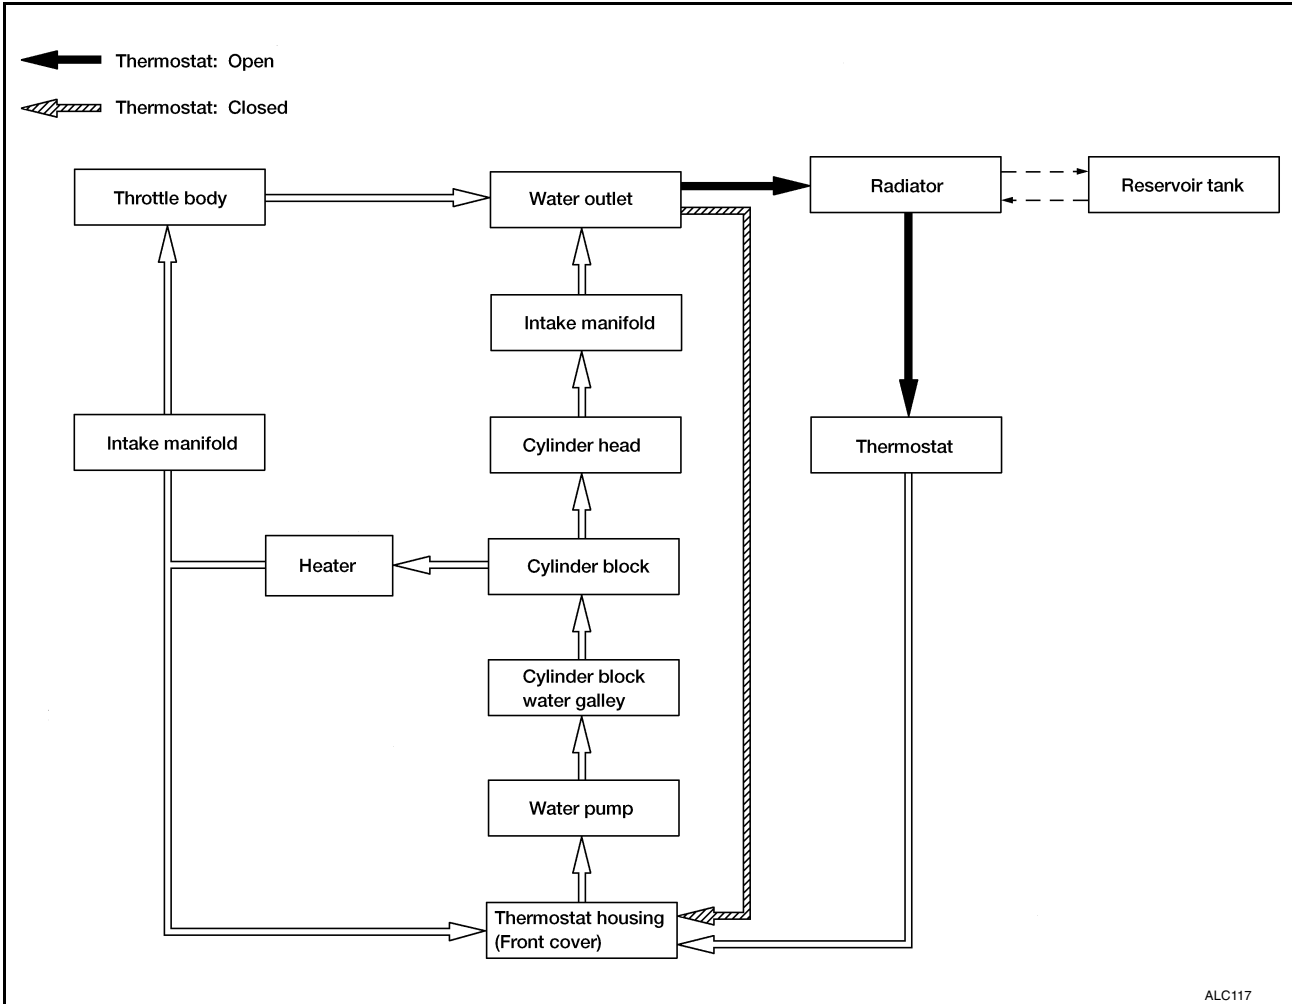 Thermostat: Open
Thermostat: Closed
Throttle body
Water outlet
Radiator
Reservoir tank
Intake manifold
Intake manifold
Cylinder head
Thermostat
Heater
Cylinder block
Cylinder block
water galley
Water pump
Thermostat housing
(Front cover)
ALC117